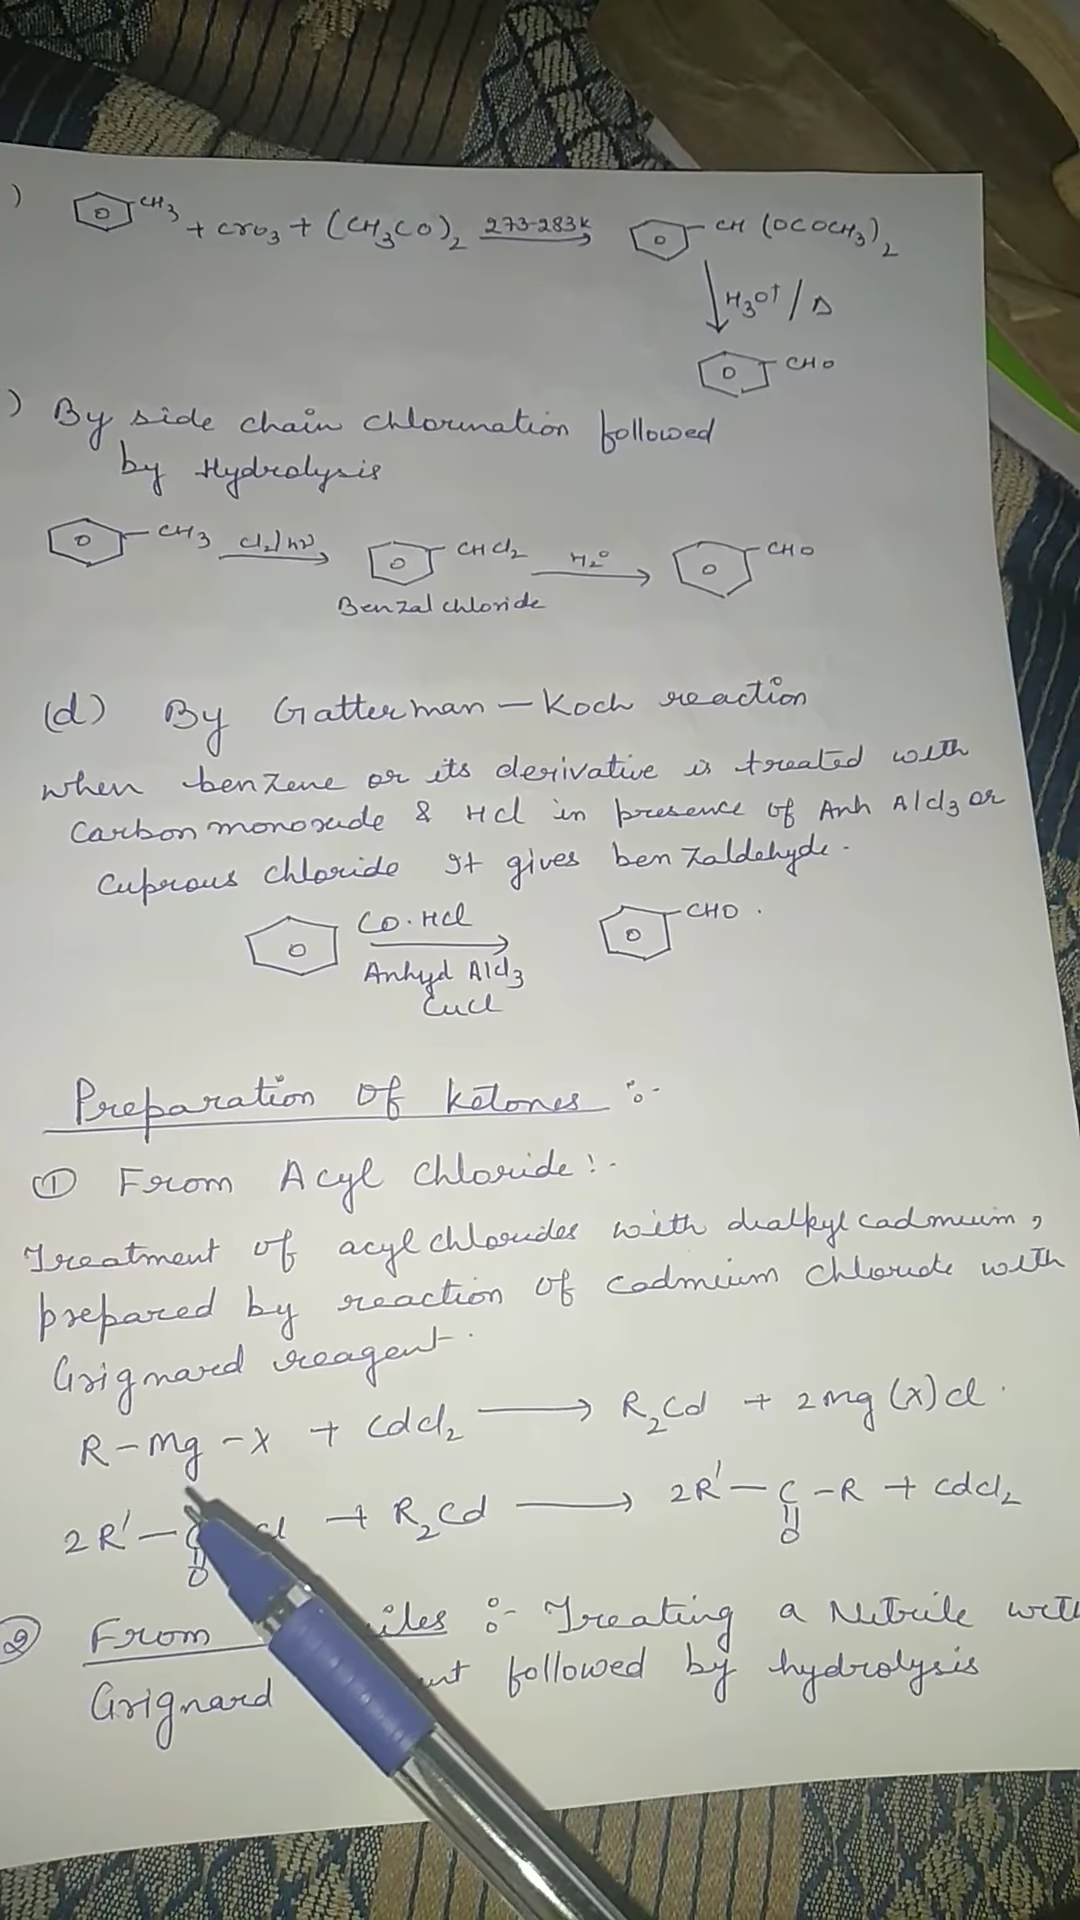 ) CH3 + CrO3 + (CH3CO)2 273-283K CH (OCOCH3)2
H3O+ / Δ
CHO
) By side chain chlorination followed
by Hydrolysis
CH3 Cl2/hν CHCl2 H2O CHO
Benzal chloride
(d) By Gatterman - Koch reaction
when benzene or its derivative is treated with
Carbon monoxude & HCl in presence of Anh AlCl3 or
Cuprous chloride It gives benzaldehyde.
CO.HCl CHO.
Anhyd AlCl3
CuCl
Preparation of Ketones :-
① From Acyl Chloride:-
Treatment of acyl chlorides with dialkyl cadmium,
prepared by reaction of cadmium chloride with
Grignard reagent.
R-Mg-X + CdCl2 → R2Cd + 2Mg(X)Cl.
2R'-C Cl + R2Cd → 2R'-C-R + CdCl2
O O
② From iles :- Treating a Nitrile with
Grignard followed by hydrolysis